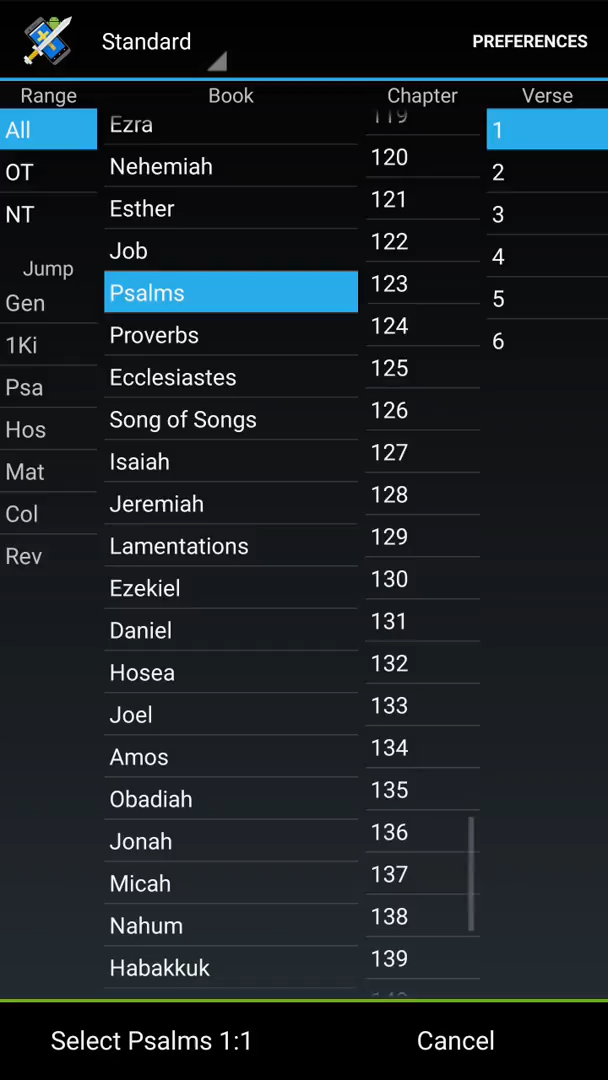 Standard
PREFERENCES
Range
Book
Chapter
Verse
All
OT
NT
Jump
Gen
1Ki
Psa
Hos
Mat
Col
Rev
Ezra
Nehemiah
Esther
Job
Psalms
Proverbs
Ecclesiastes
Song of Songs
Isaiah
Jeremiah
Lamentations
Ezekiel
Daniel
Hosea
Joel
Amos
Obadiah
Jonah
Micah
Nahum
Habakkuk
119
120
121
122
123
124
125
126
127
128
129
130
131
132
133
134
135
136
137
138
139
1
2
3
4
5
6
Select Psalms 1:1
Cancel